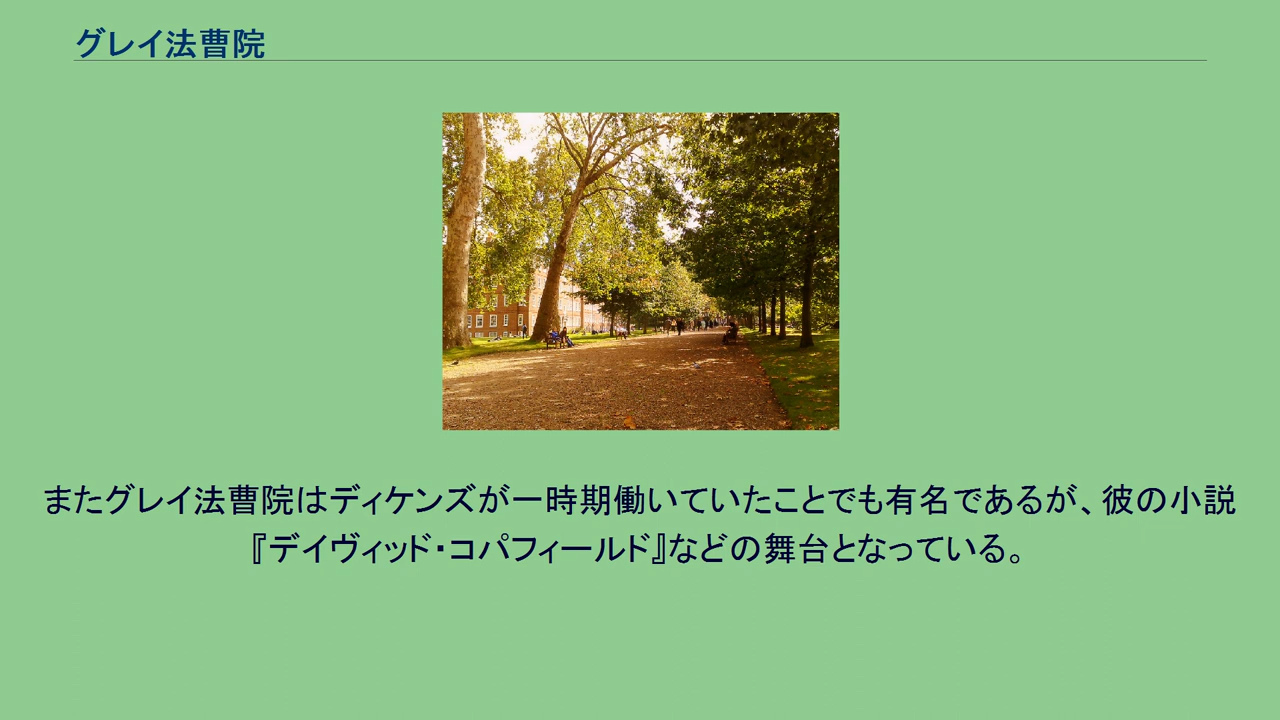 グレイ法曹院
またグレイ法曹院はディケンズが一時期働いていたことでも有名であるが、彼の小説
『デイヴィッド・コパフィールド』などの舞台となっている。